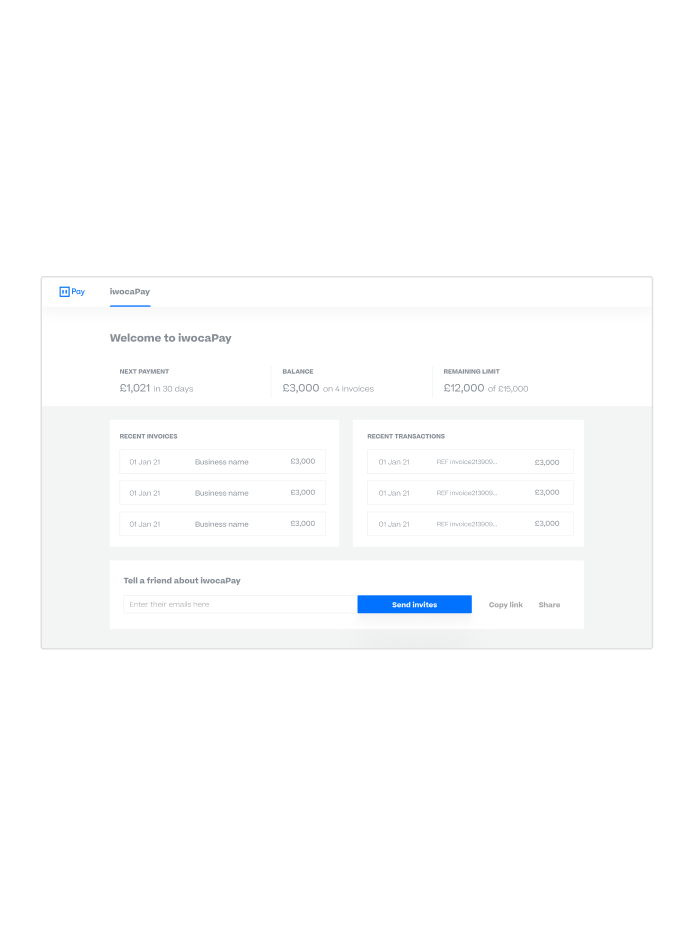 Pay iwocaPay
Welcome to iwocaPay
NEXT PAYMENT BALANCE REMAINING LIMIT
£1,021 in 30 days £3,000 on 4 invoices £12,000 of £15,000
RECENT INVOICES
01 Jan 21 Business name £3,000
01 Jan 21 Business name £3,000
01 Jan 21 Business name £3,000
RECENT TRANSACTIONS
01 Jan 21 REF invoice213909... £3,000
01 Jan 21 REF invoice213909... £3,000
01 Jan 21 REF invoice213909... £3,000
Tell a friend about iwocaPay
Enter their emails here Send invites Copy link Share